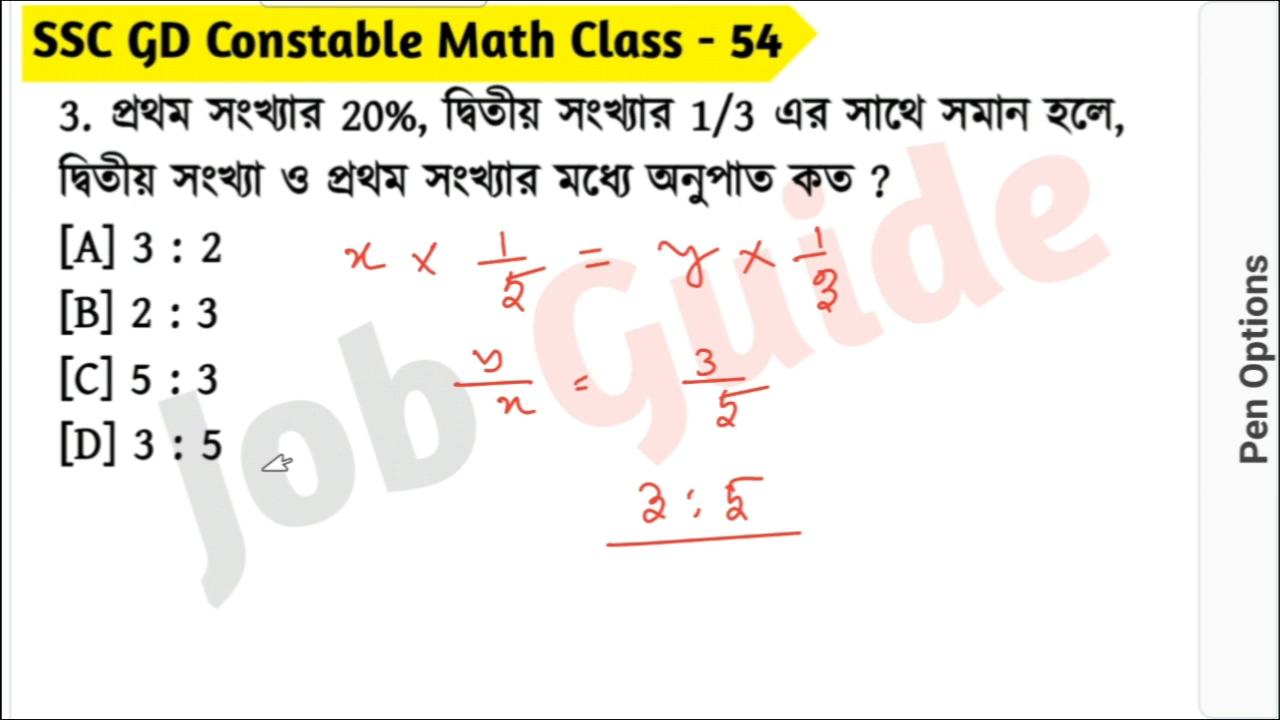 SSC GD Constable Math Class - 54
3. প্রথম সংখ্যার 20%, দ্বিতীয় সংখ্যার 1/3 এর সাথে সমান হলে,
দ্বিতীয় সংখ্যা ও প্রথম সংখ্যার মধ্যে অনুপাত কত ?
[A] 3 : 2
[B] 2 : 3
[C] 5 : 3
[D] 3 : 5
x × 1/5 = y × 1/3
y/x = 3/5
3 : 5
Job Guide
Pen Options